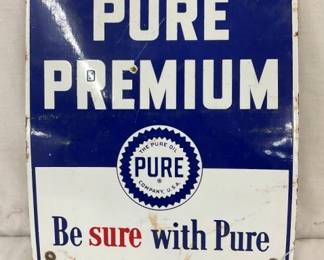 PURE
PREMIUM
THE PURE OIL
PURE
®
COMPANY, U.S.A.
Be sure with Pure